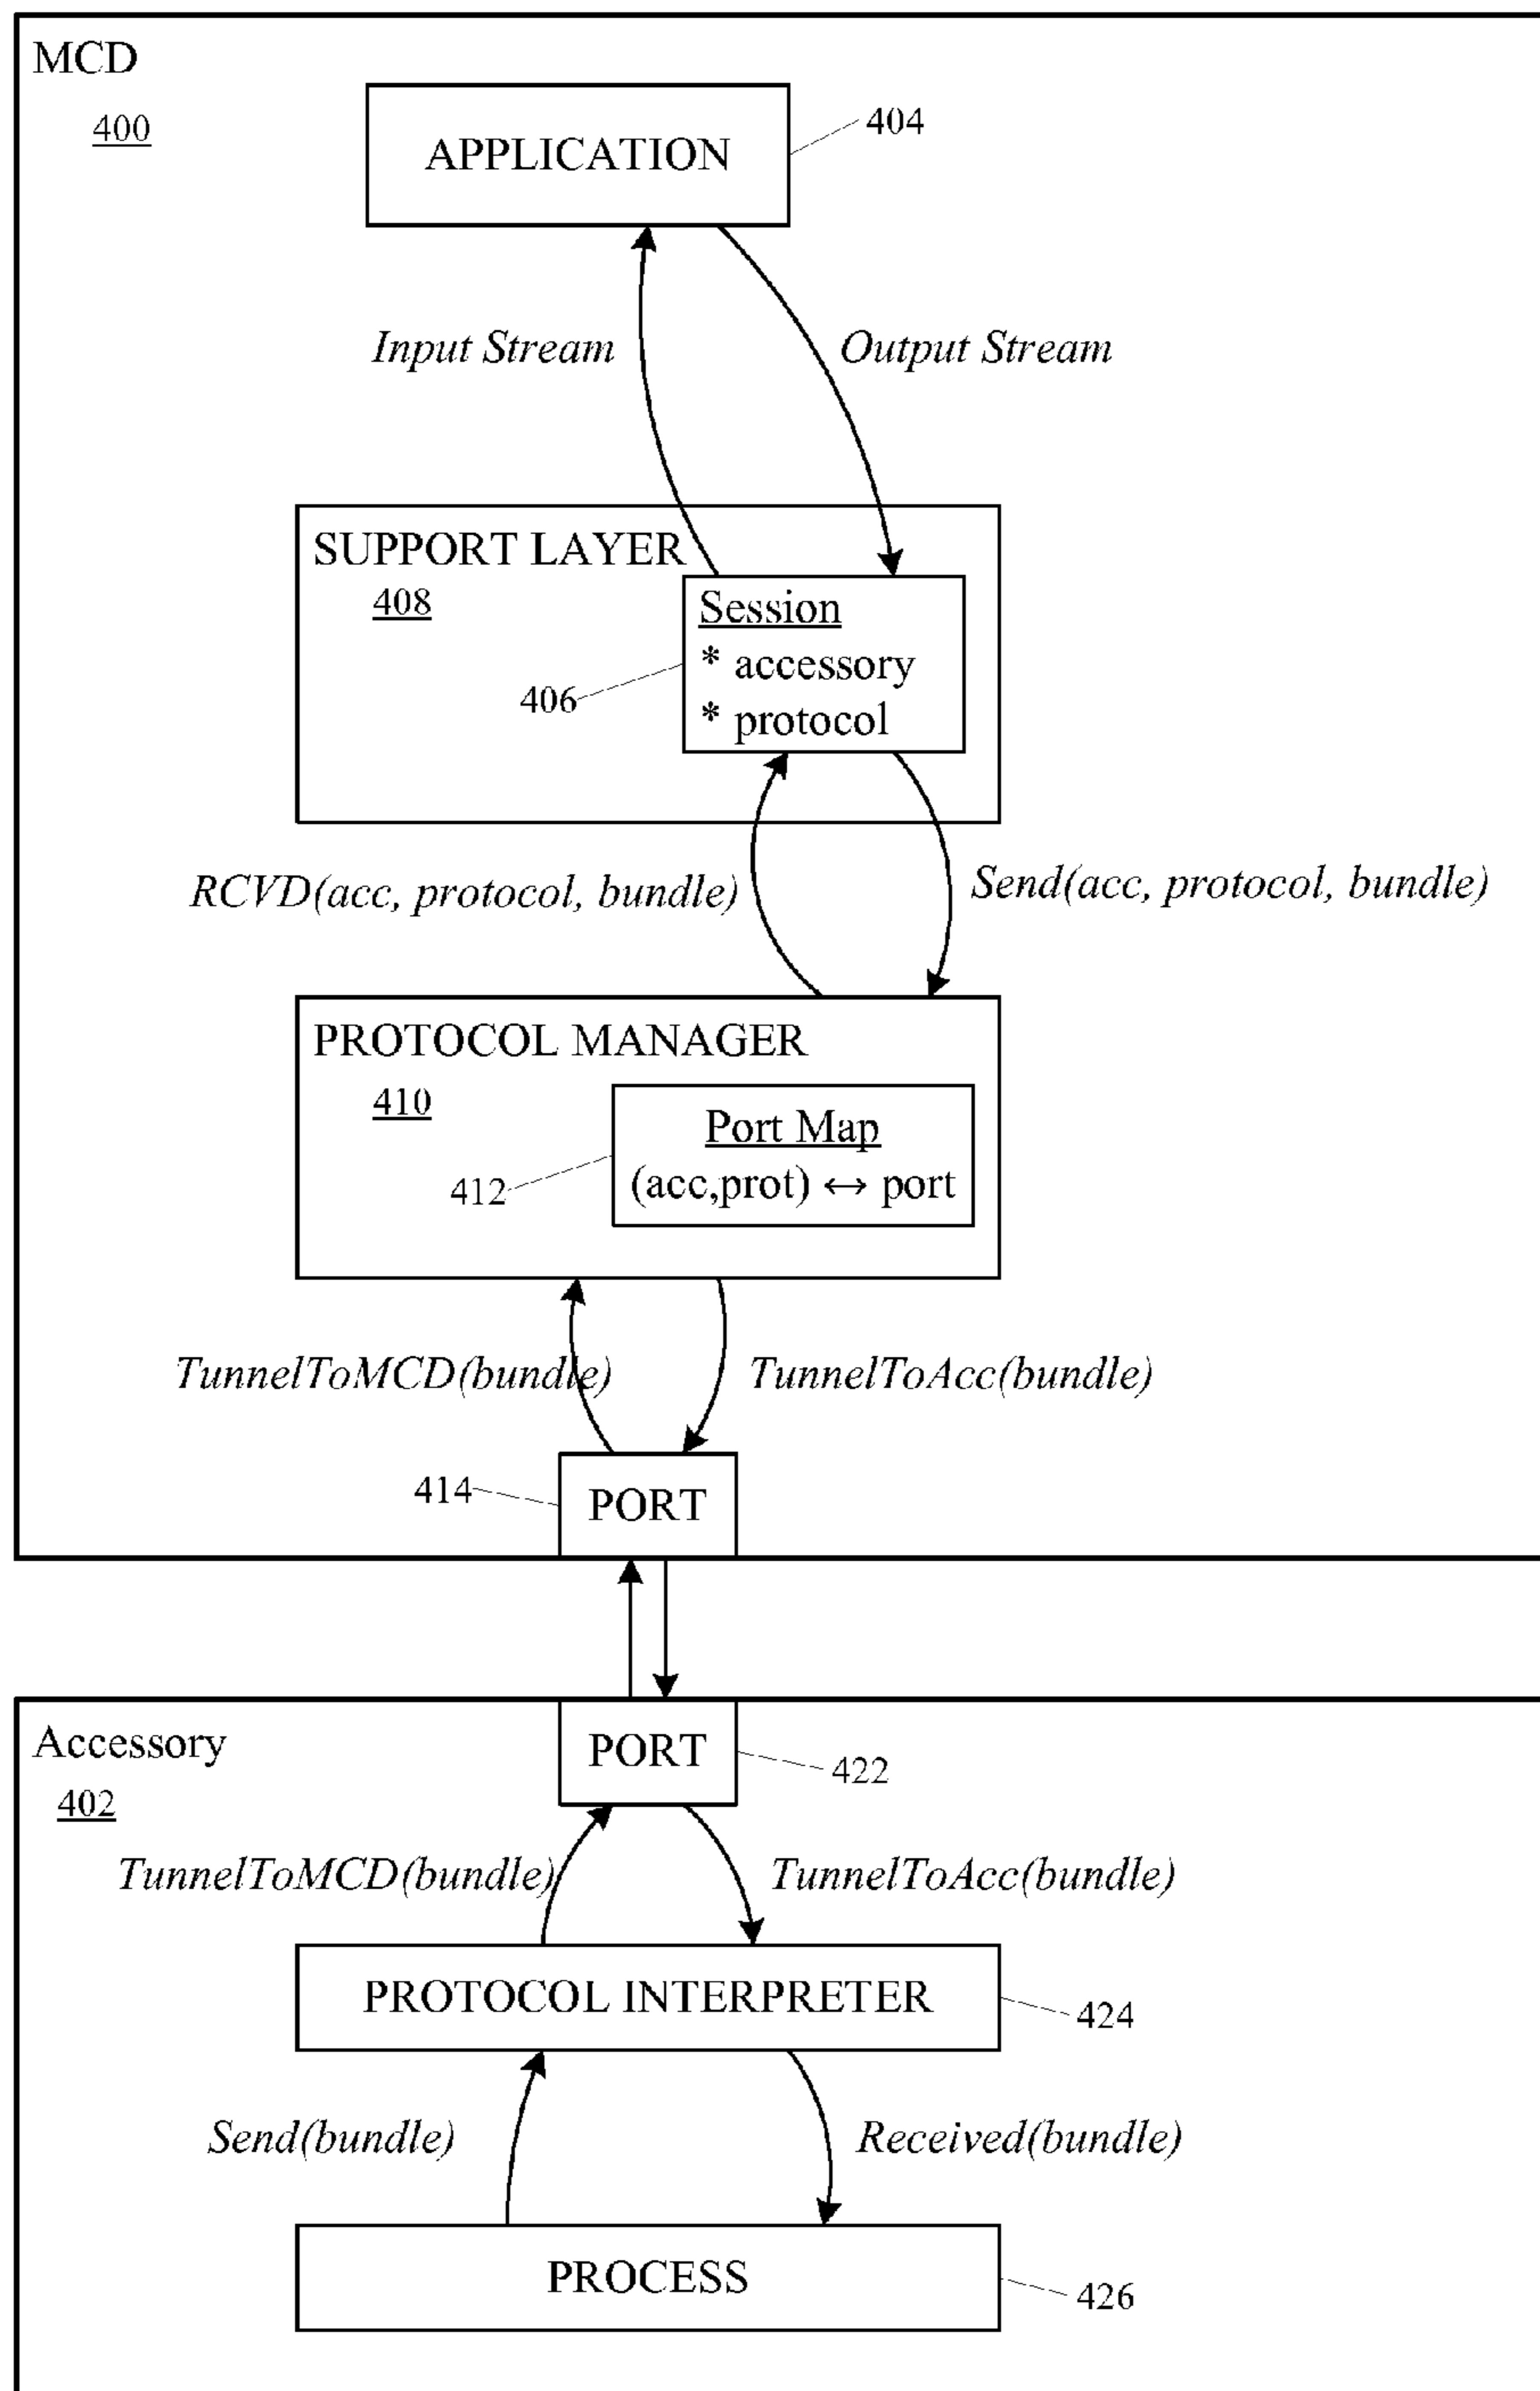 MCD
400
APPLICATION
404
Input Stream
Output Stream
SUPPORT LAYER
408
Session
* accessory
* protocol
406
RCVD(acc, protocol, bundle)
Send(acc, protocol, bundle)
PROTOCOL MANAGER
410
Port Map
(acc,prot) ↔ port
412
TunnelToMCD(bundle)
TunnelToAcc(bundle)
414
PORT
Accessory
402
PORT
422
TunnelToMCD(bundle)
TunnelToAcc(bundle)
PROTOCOL INTERPRETER
424
Send(bundle)
Received(bundle)
PROCESS
426